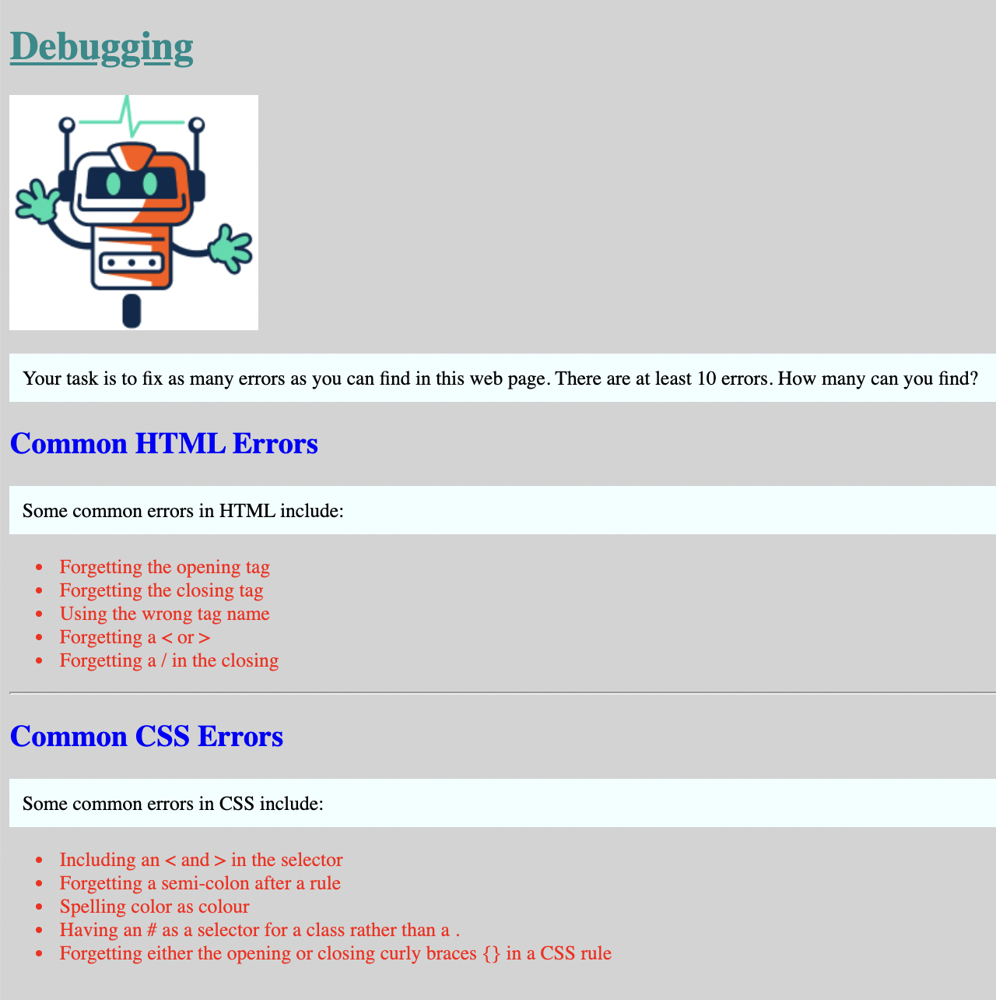 Debugging
Your task is to fix as many errors as you can find in this web page. There are at least 10 errors. How many can you find?
Common HTML Errors
Some common errors in HTML include:
• Forgetting the opening tag
• Forgetting the closing tag
• Using the wrong tag name
• Forgetting a < or >
• Forgetting a / in the closing
Common CSS Errors
Some common errors in CSS include:
• Including an < and > in the selector
• Forgetting a semi-colon after a rule
• Spelling color as colour
• Having an # as a selector for a class rather than a .
• Forgetting either the opening or closing curly braces {} in a CSS rule